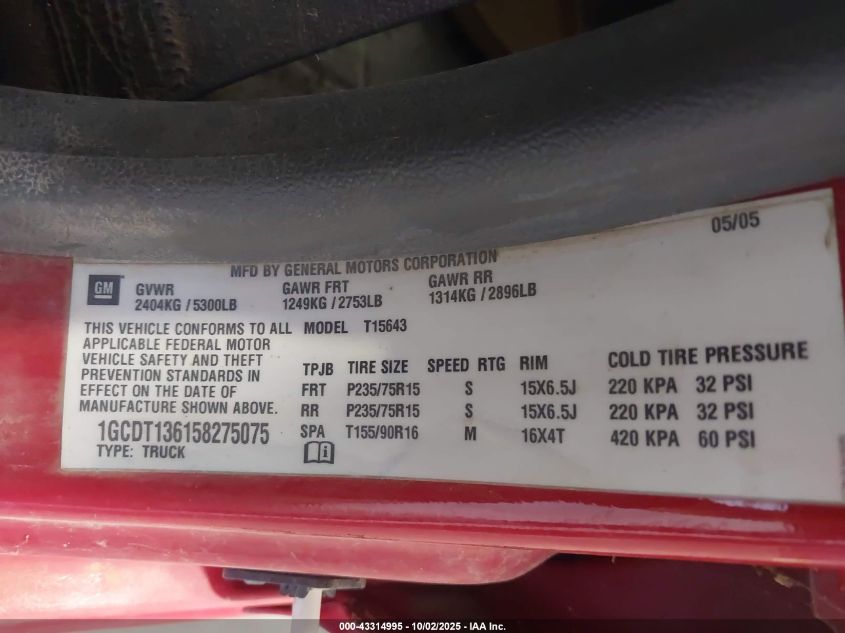 05/05
MFD BY GENERAL MOTORS CORPORATION
GM
GVWR GAWR FRT GAWR RR
2404KG / 5300LB 1249KG / 2753LB 1314KG / 2896LB
THIS VEHICLE CONFORMS TO ALL
APPLICABLE FEDERAL MOTOR
VEHICLE SAFETY AND THEFT
PREVENTION STANDARDS IN
EFFECT ON THE DATE OF
MANUFACTURE SHOWN ABOVE.
1GCDT136158275075
TYPE: TRUCK
MODEL T15643
TPJB TIRE SIZE SPEED RTG RIM COLD TIRE PRESSURE
FRT P235/75R15 S 15X6.5J 220 KPA 32 PSI
RR P235/75R15 S 15X6.5J 220 KPA 32 PSI
SPA T155/90R16 M 16X4T 420 KPA 60 PSI
000-43314995 - 10/02/2025 - IAA Inc.